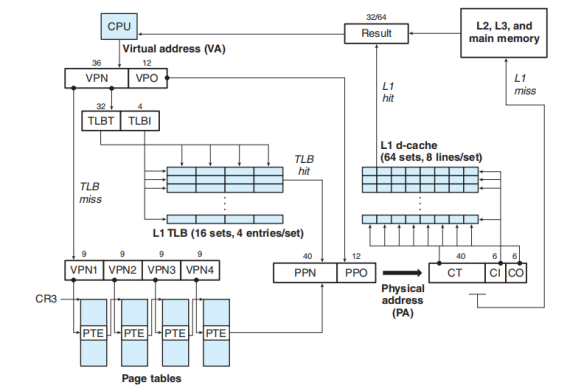 CPU
Virtual address (VA)
32/64
Result
L2, L3, and
main memory
36 12
VPN VPO
L1
hit
L1
miss
32 4
TLBT TLBI
TLB
hit
L1 d-cache
(64 sets, 8 lines/set)
TLB
miss
L1 TLB (16 sets, 4 entries/set)
9 9 9 9
VPN1 VPN2 VPN3 VPN4
40 12
PPN PPO
40 6 6
CT CI CO
Physical
address
(PA)
CR3
PTE PTE PTE PTE
Page tables